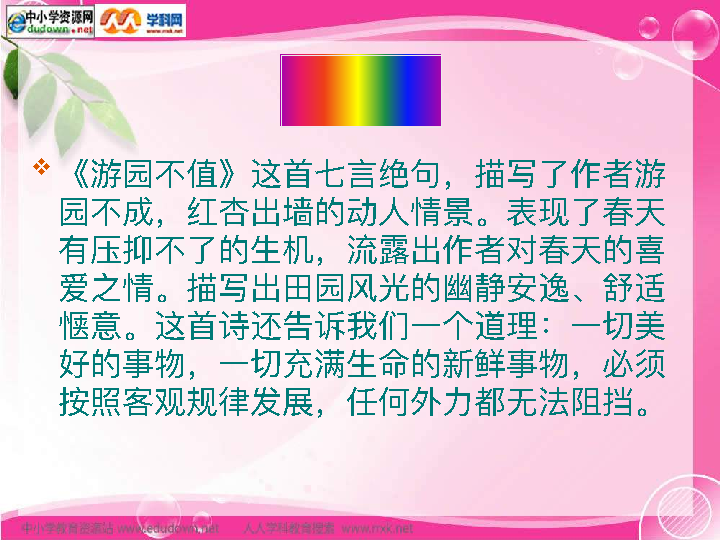 中小学资源网
edudown.net
学科网
www.nxk.net
《游园不值》这首七言绝句，描写了作者游
园不成，红杏出墙的动人情景。表现了春天
有压抑不了的生机，流露出作者对春天的喜
爱之情。描写出田园风光的幽静安逸、舒适
惬意。这首诗还告诉我们一个道理：一切美
好的事物，一切充满生命的新鲜事物，必须
按照客观规律发展，任何外力都无法阻挡。
中小学教育资源站 www.edudown.net 人人学科教育搜索 www.nxk.net